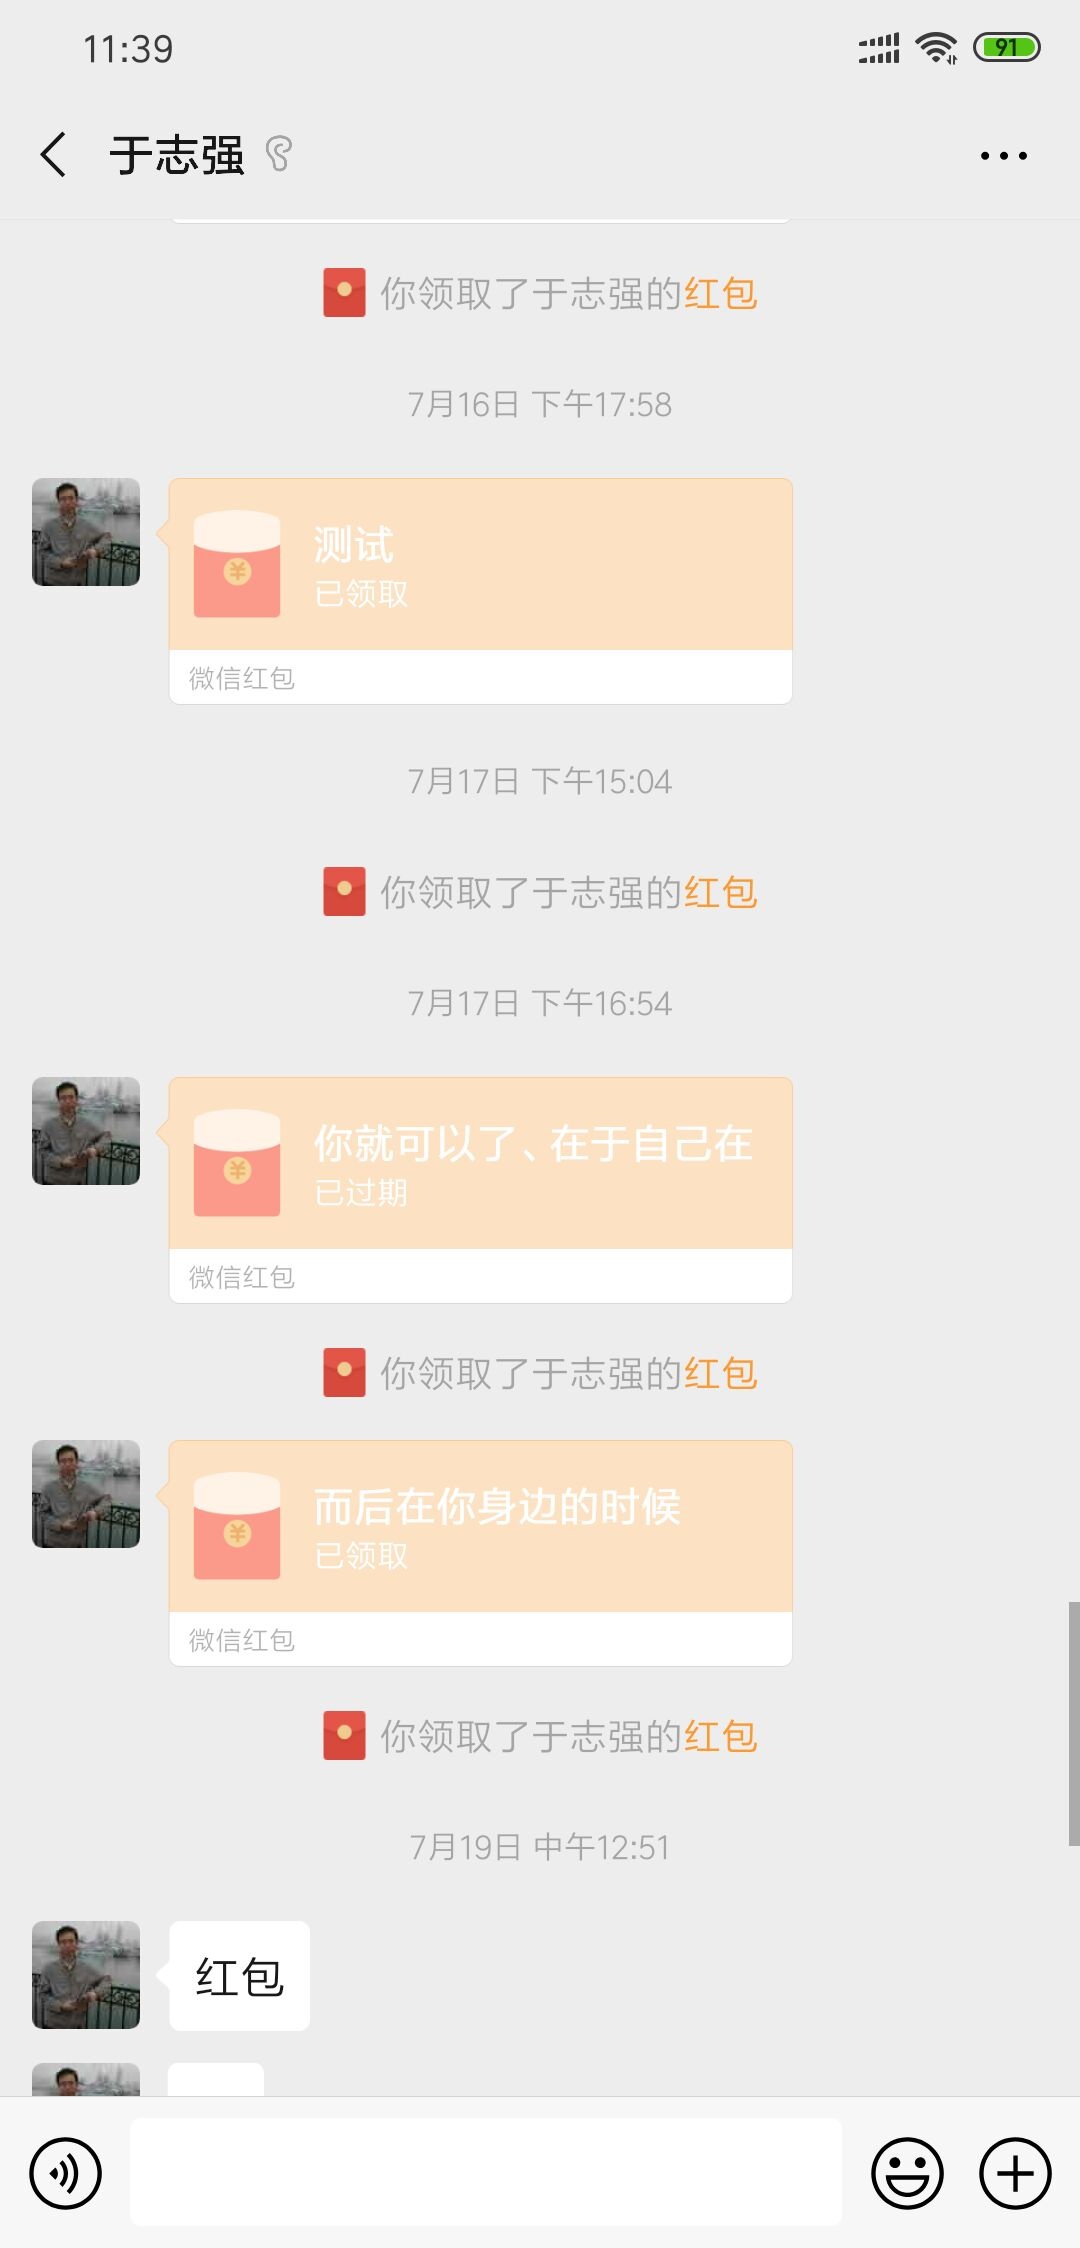 11:39
91
于志强
你领取了于志强的红包
7月16日 下午17:58
测试
已领取
微信红包
7月17日 下午15:04
你领取了于志强的红包
7月17日 下午16:54
你就可以了、在于自己在
已过期
微信红包
你领取了于志强的红包
而后在你身边的时候
已领取
微信红包
你领取了于志强的红包
7月19日 中午12:51
红包